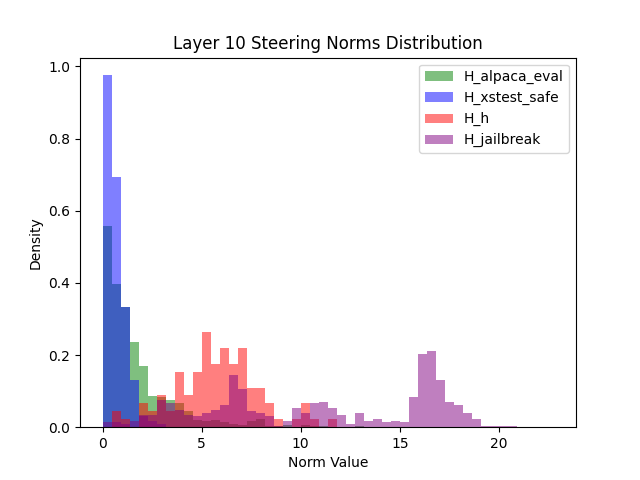 Layer 10 Steering Norms Distribution
H_alpaca_eval
H_xstest_safe
H_h
H_jailbreak
1.0
0.8
0.6
0.4
0.2
0.0
Density
0
5
10
15
20
Norm Value